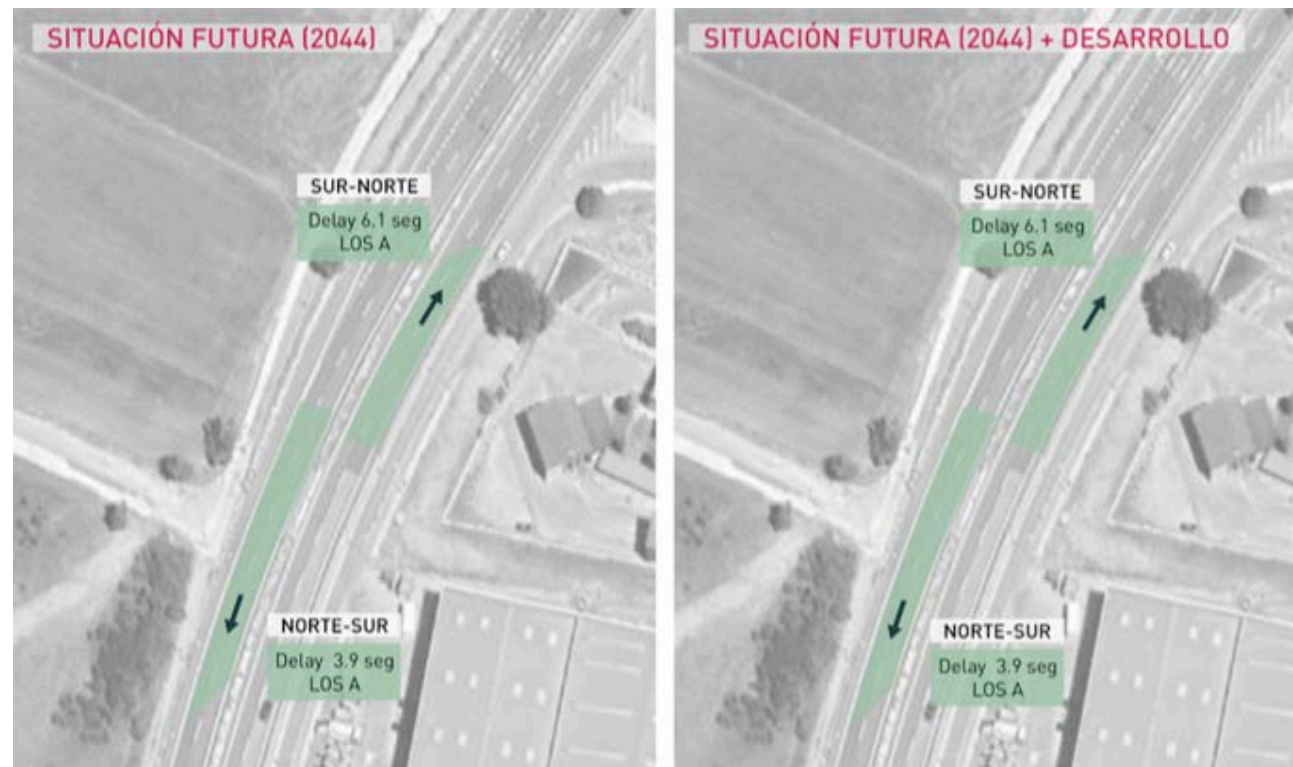 SITUACIÓN FUTURA (2044)
SUR-NORTE
Delay 6.1 seg
LOS A
NORTE-SUR
Delay 3.9 seg
LOS A
SITUACIÓN FUTURA (2044) + DESARROLLO
SUR-NORTE
Delay 6.1 seg
LOS A
NORTE-SUR
Delay 3.9 seg
LOS A